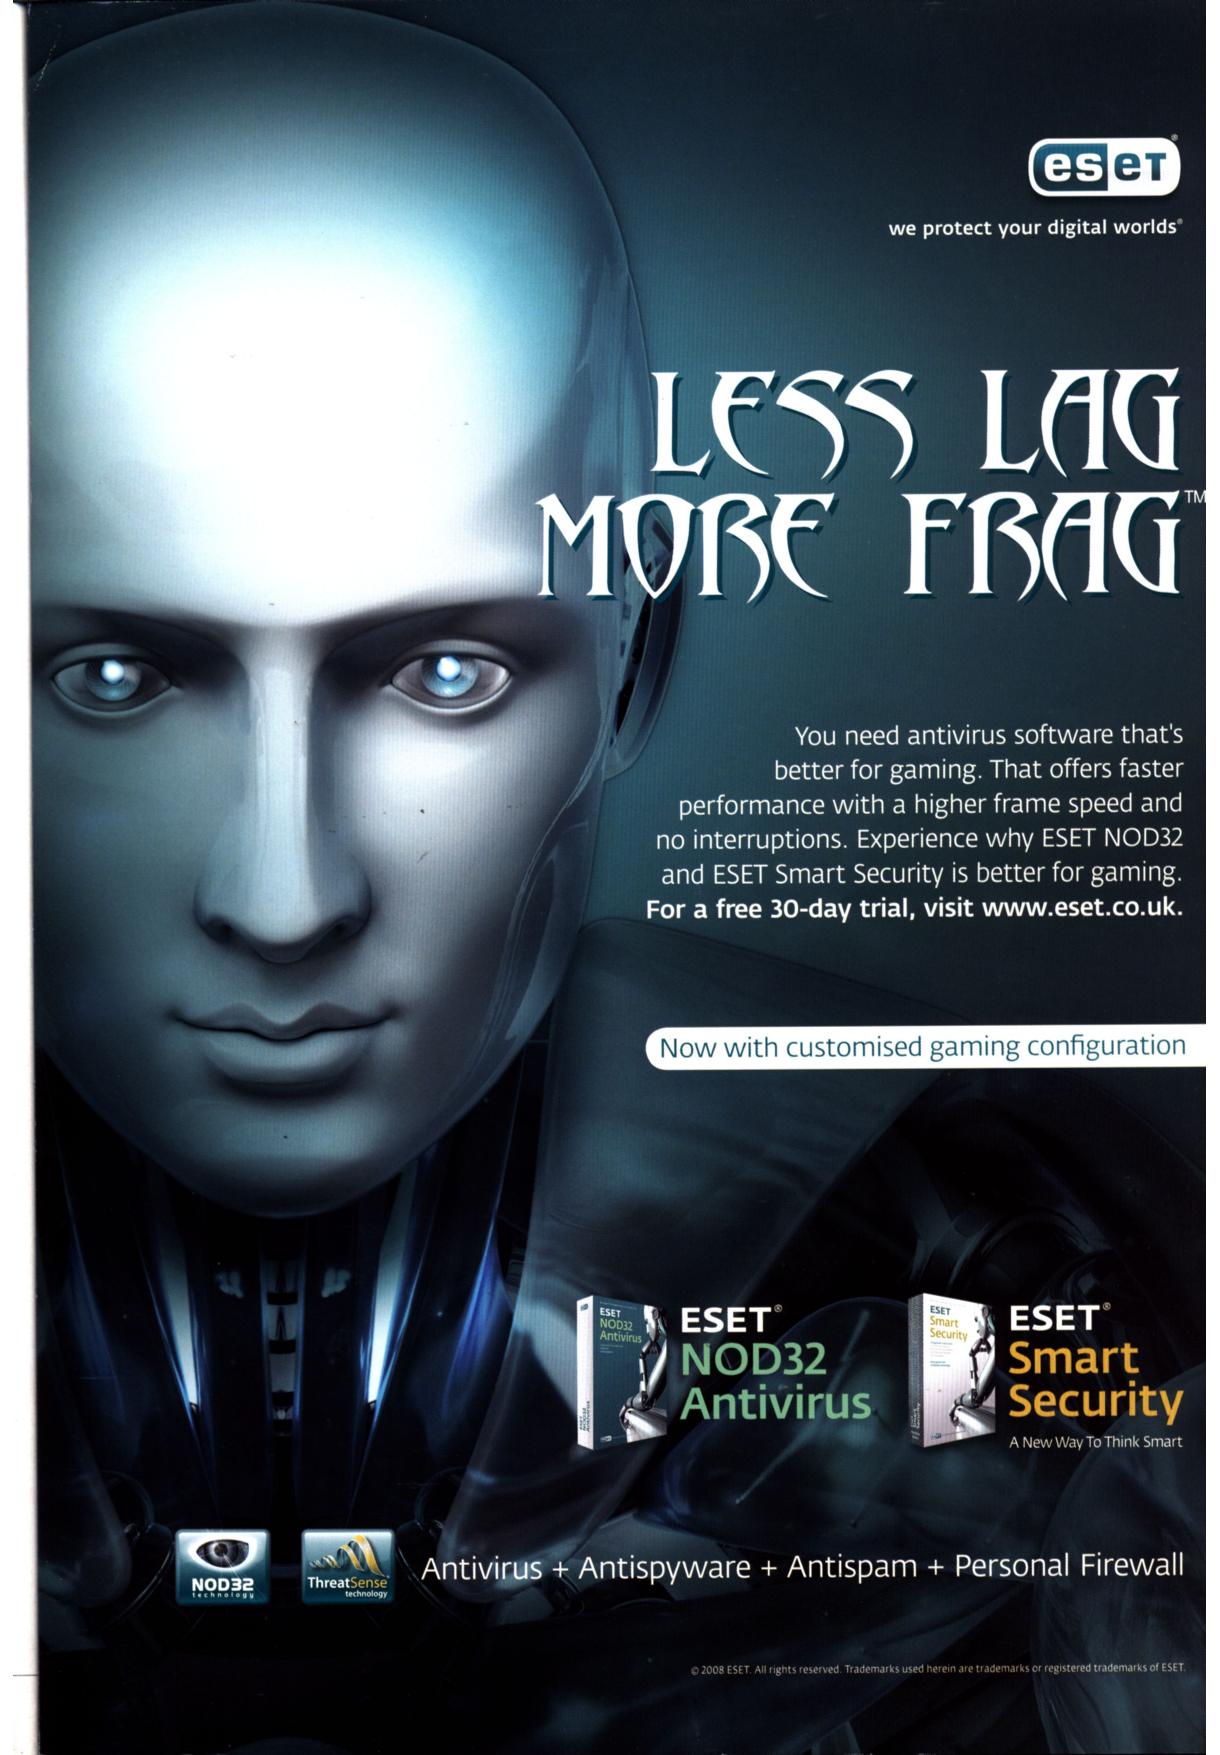 eset®
we protect your digital worlds®
LESS LAG
MORE FRAG™
You need antivirus software that's
better for gaming. That offers faster
performance with a higher frame speed and
no interruptions. Experience why ESET NOD32
and ESET Smart Security is better for gaming.
For a free 30-day trial, visit www.eset.co.uk.
Now with customised gaming configuration
ESET
NOD32
Antivirus
ESET®
NOD32
Antivirus
ESET
Smart
Security
ESET®
Smart
Security
A New Way To Think Smart
NOD32
technology
ThreatSense
technology
Antivirus + Antispyware + Antispam + Personal Firewall
© 2008 ESET. All rights reserved. Trademarks used herein are trademarks or registered trademarks of ESET.